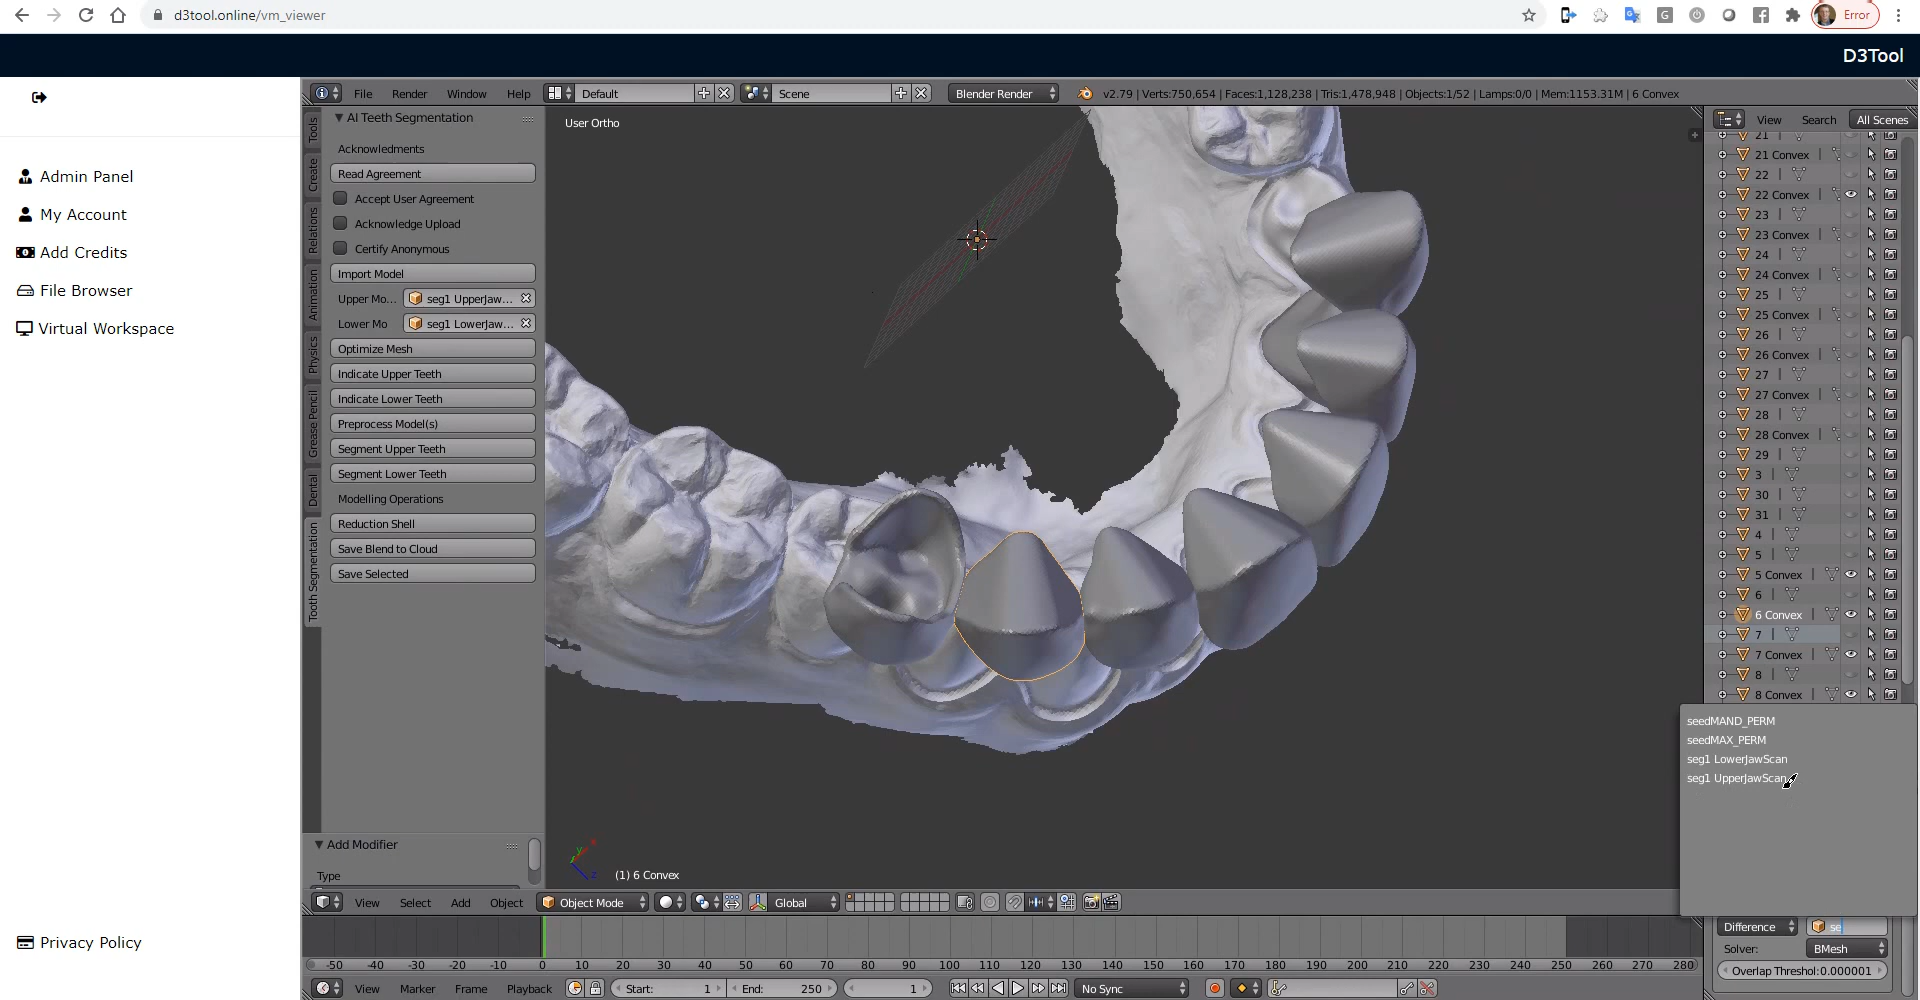 d3tool.online/vm_viewer
Error
D3Tool
Admin Panel
My Account
Add Credits
File Browser
Virtual Workspace
Privacy Policy
File Render Window Help Default Scene Blender Render v2.79 | Verts:750,654 | Faces:1,128,238 | Tris:1,478,948 | Objects:1/52 | Lamps:0/0 | Mem:1153.31M | 6 Convex
Tools
Create
Relations
Animation
Physics
Grease Pencil
Dental
Tooth Segmentation
AI Teeth Segmentation
Acknowledments
Read Agreement
Accept User Agreement
Acknowledge Upload
Certify Anonymous
Import Model
Upper Mo... seg1 UpperJaw...
Lower Mo seg1 LowerJaw...
Optimize Mesh
Indicate Upper Teeth
Indicate Lower Teeth
Preprocess Model(s)
Segment Upper Teeth
Segment Lower Teeth
Modelling Operations
Reduction Shell
Save Blend to Cloud
Save Selected
Add Modifier
Type
User Ortho
(1) 6 Convex
View Search All Scenes
21
21 Convex
22
22 Convex
23
23 Convex
24
24 Convex
25
25 Convex
26
26 Convex
27
27 Convex
28
28 Convex
29
3
30
31
4
5
5 Convex
6
6 Convex
7
7 Convex
8
8 Convex
seedMAND_PERM
seedMAX_PERM
seg1 LowerJawScan
seg1 UpperJawScan
Difference se
Solver: BMesh
Overlap Threshol:0.000001
View Select Add Object Object Mode Global
-50 -40 -30 -20 -10 0 10 20 30 40 50 60 70 80 90 100 110 120 130 140 150 160 170 180 190 200 210 220 230 240 250 260 270 280
View Marker Frame Playback Start: 1 End: 250 1 No Sync